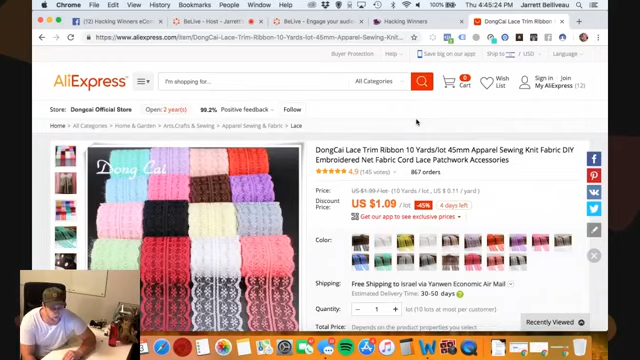 Chrome File Edit View History Bookmarks People Window Help
100% Thu 4:45:24 PM Jarrett Belliveau
Hacking Winners eCom
BeLive - Host - Jarrett
BeLive - Engage your audi
Hacking Winners
DongCai Lace Trim Ribbon
https://www.aliexpress.com/item/DongCai-Lace-Trim-Ribbon-10-Yards-lot-45mm-Apparel-Sewing-Knit-
Buyer Protection Help Save big on our app! Ship to / USD Language
AliExpress
I'm shopping for... All Categories
0
Cart
Wish List
Sign in Join
My AliExpress (12)
Store: Dongcai Official Store Open: 2 year(s) 99.2% Positive feedback Follow
Home > All Categories > Home & Garden > Arts,Crafts & Sewing > Apparel Sewing & Fabric > Lace
Dong Cai
DongCai Lace Trim Ribbon 10 Yards/lot 45mm Apparel Sewing Knit Fabric DIY
Embroidered Net Fabric Cord Lace Patchwork Accessories
4.9 (145 votes) 867 orders
Price: US $1.99 / lot (10 Yards / lot , US $ 0.11 / yard )
Discount Price: US $1.09 / lot -45% 4 days left
Get our app to see exclusive prices
Color:
Shipping: Free Shipping to Israel via Yanwen Economic Air Mail
Estimated Delivery Time: 30-50 days
Quantity: 1 lot (10 lots at most per customer)
Total Price: Depends on the product properties you select
Recently Viewed